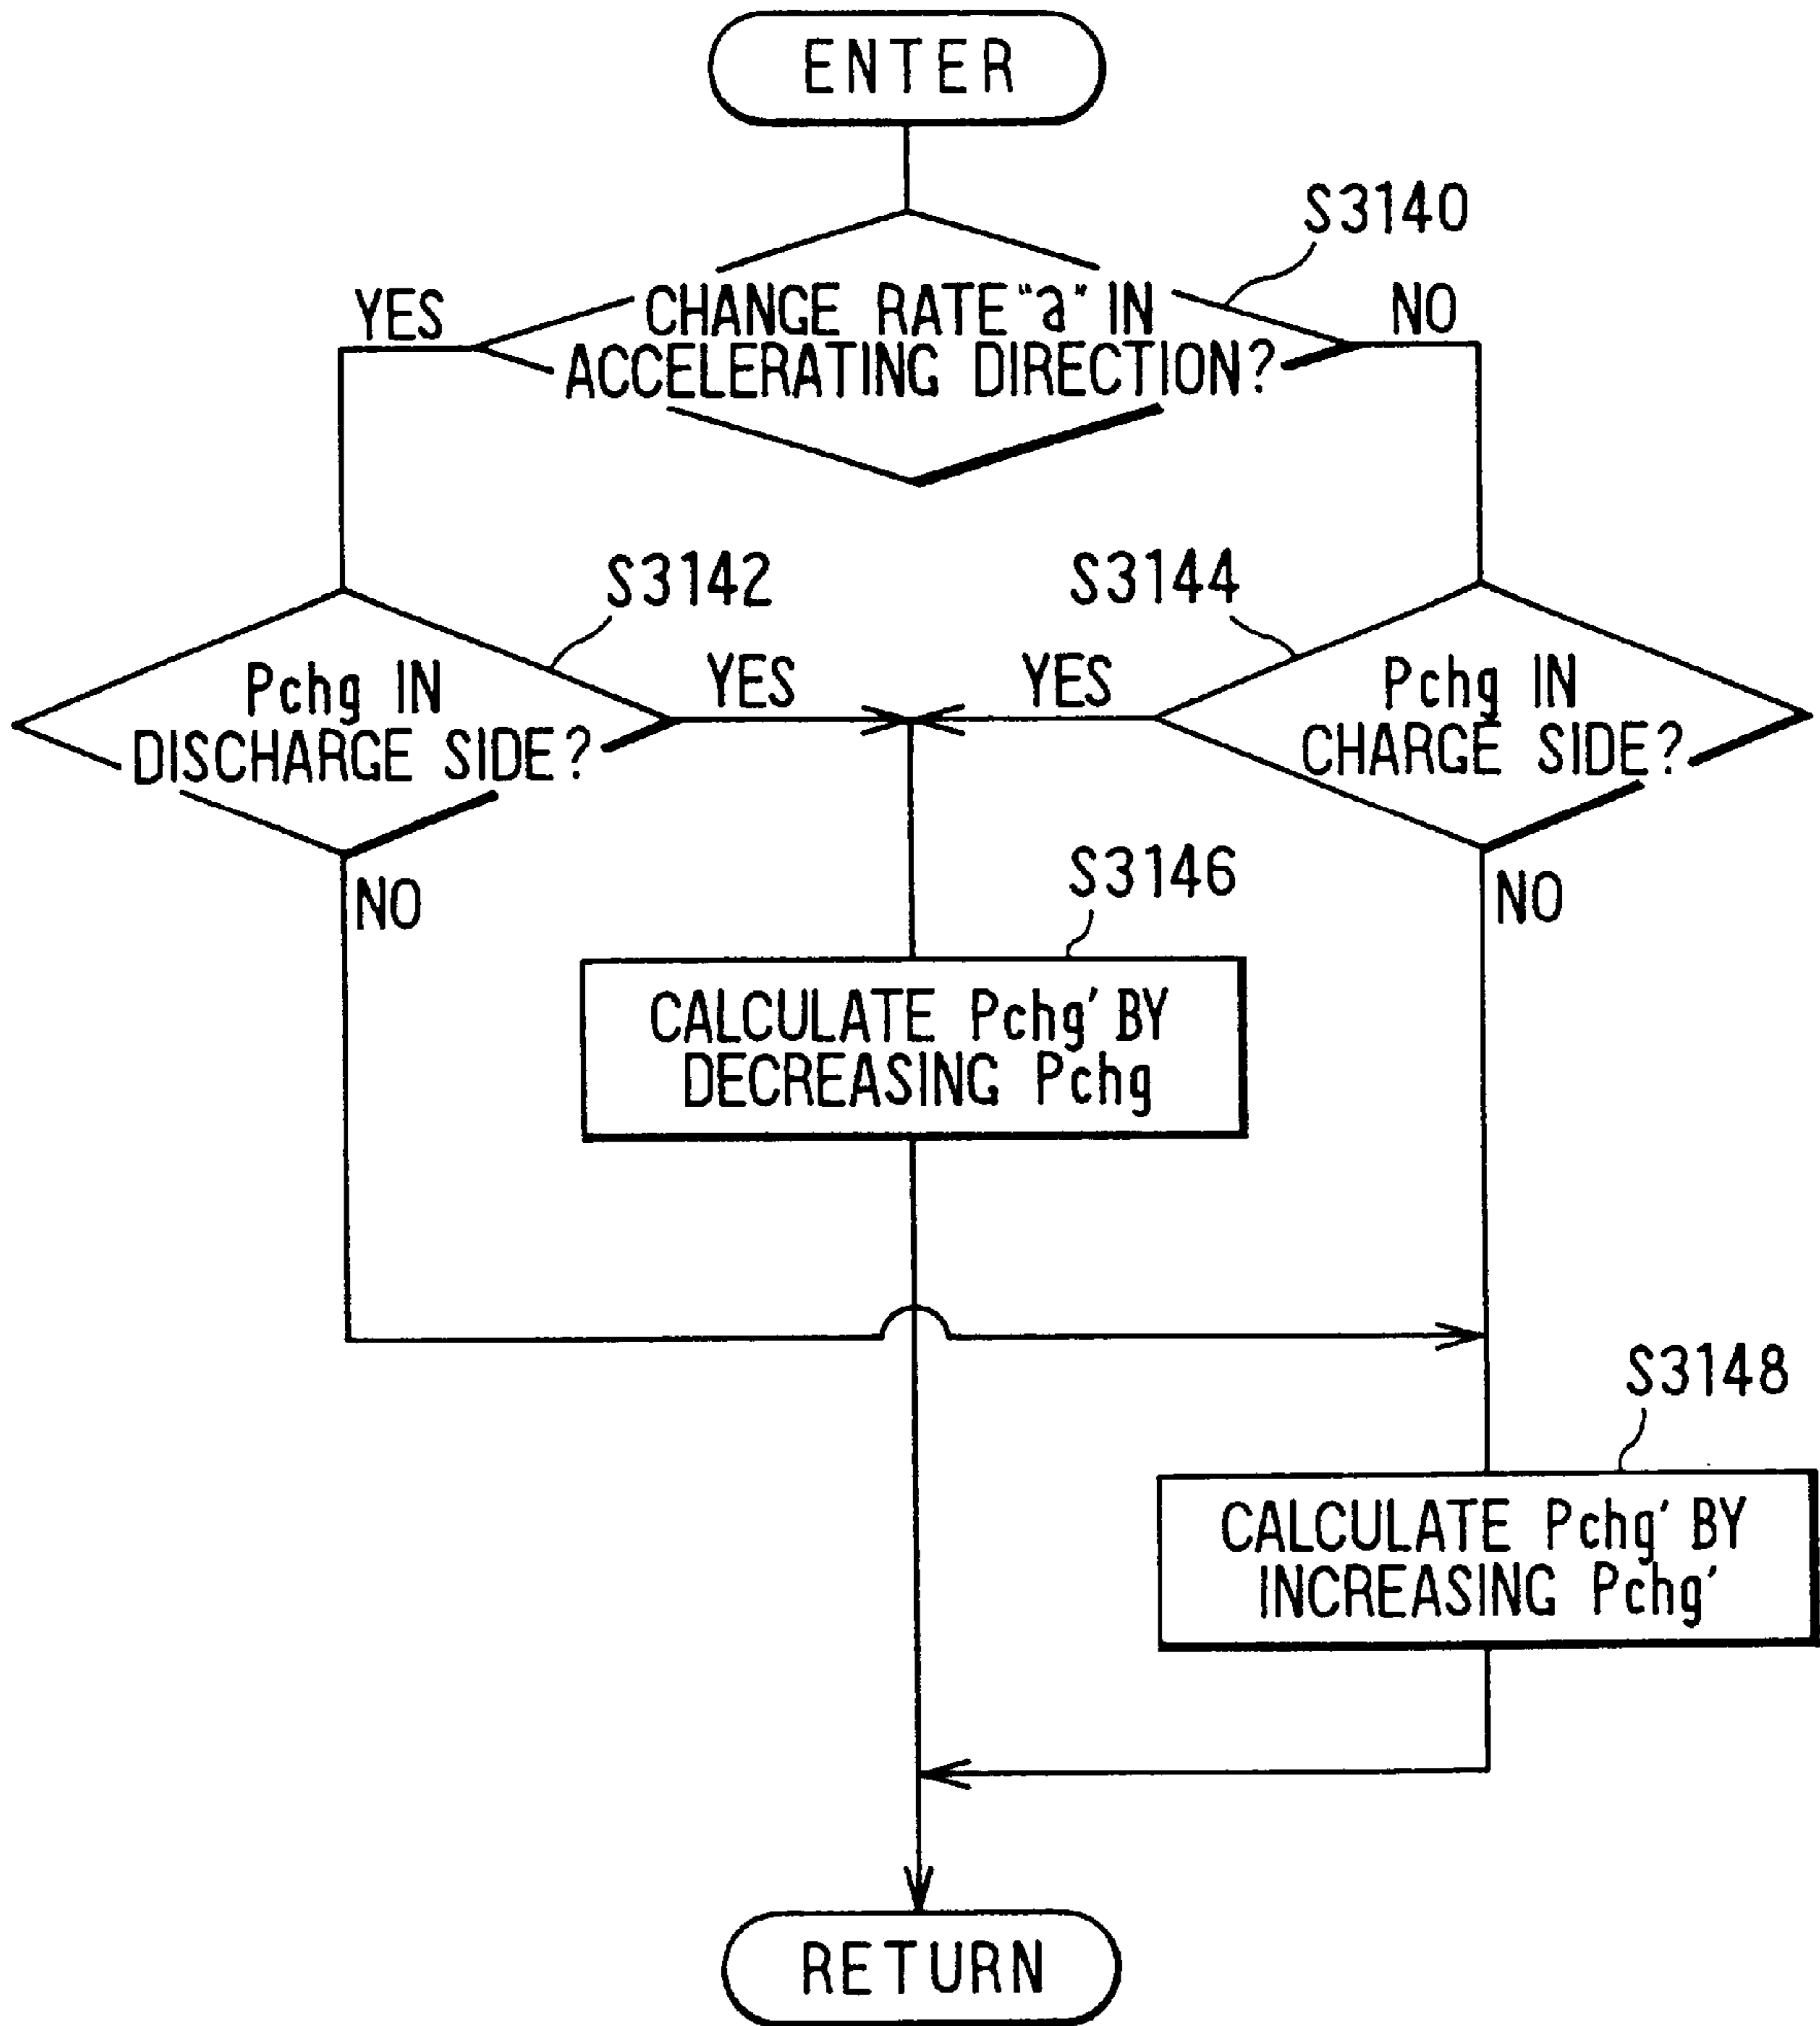 ENTER
S3140
YES
CHANGE RATE "a" IN
NO
ACCELERATING DIRECTION?
S3142
S3144
Pchg IN
DISCHARGE SIDE?
YES
YES
Pchg IN
CHARGE SIDE?
NO
S3146
NO
CALCULATE Pchg' BY
DECREASING Pchg
S3148
CALCULATE Pchg' BY
INCREASING Pchg'
RETURN